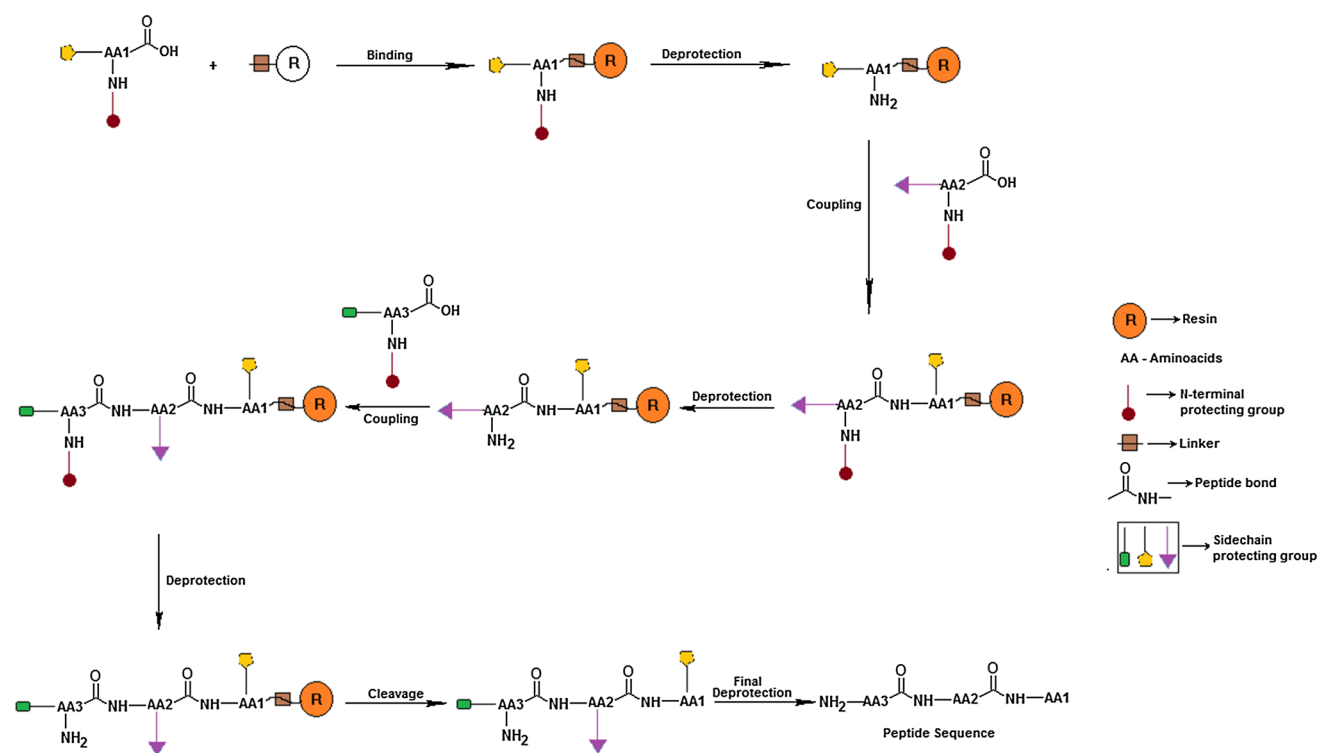 O
AA1 OH
NH
+
R
Binding
AA1 R
NH
Deprotection
AA1 R
NH2
Coupling
O
AA2 OH
NH
O
AA3 OH
NH
O O
AA3 NH AA2 NH AA1 R
NH
Coupling
O
AA2 NH AA1 R
NH2
Deprotection
O
AA2 NH AA1 R
NH
R Resin
AA - Aminoacids
N-terminal
protecting group
Linker
O
NH
Peptide bond
Sidechain
protecting group
.
Deprotection
O O
AA3 NH AA2 NH AA1 R
NH2
Cleavage
O O
AA3 NH AA2 NH AA1
NH2
Final
Deprotection
O O
NH2 AA3 NH AA2 NH AA1
Peptide Sequence